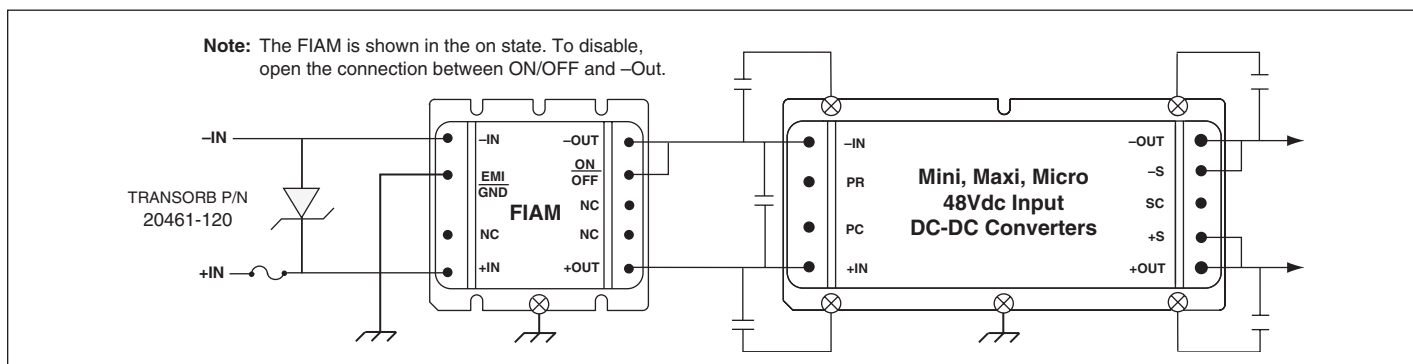 Note: The FIAM is shown in the on state. To disable,
open the connection between ON/OFF and –Out.
–IN
TRANSORB P/N
20461-120
+IN
–IN
EMI
GND
NC
+IN
FIAM
–OUT
ON
OFF
NC
NC
+OUT
–IN
PR
PC
+IN
Mini, Maxi, Micro
48Vdc Input
DC-DC Converters
–OUT
–S
SC
+S
+OUT